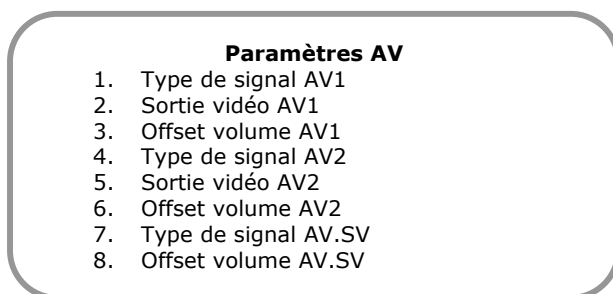 Paramètres AV
1. Type de signal AV1
2. Sortie vidéo AV1
3. Offset volume AV1
4. Type de signal AV2
5. Sortie vidéo AV2
6. Offset volume AV2
7. Type de signal AV.SV
8. Offset volume AV.SV